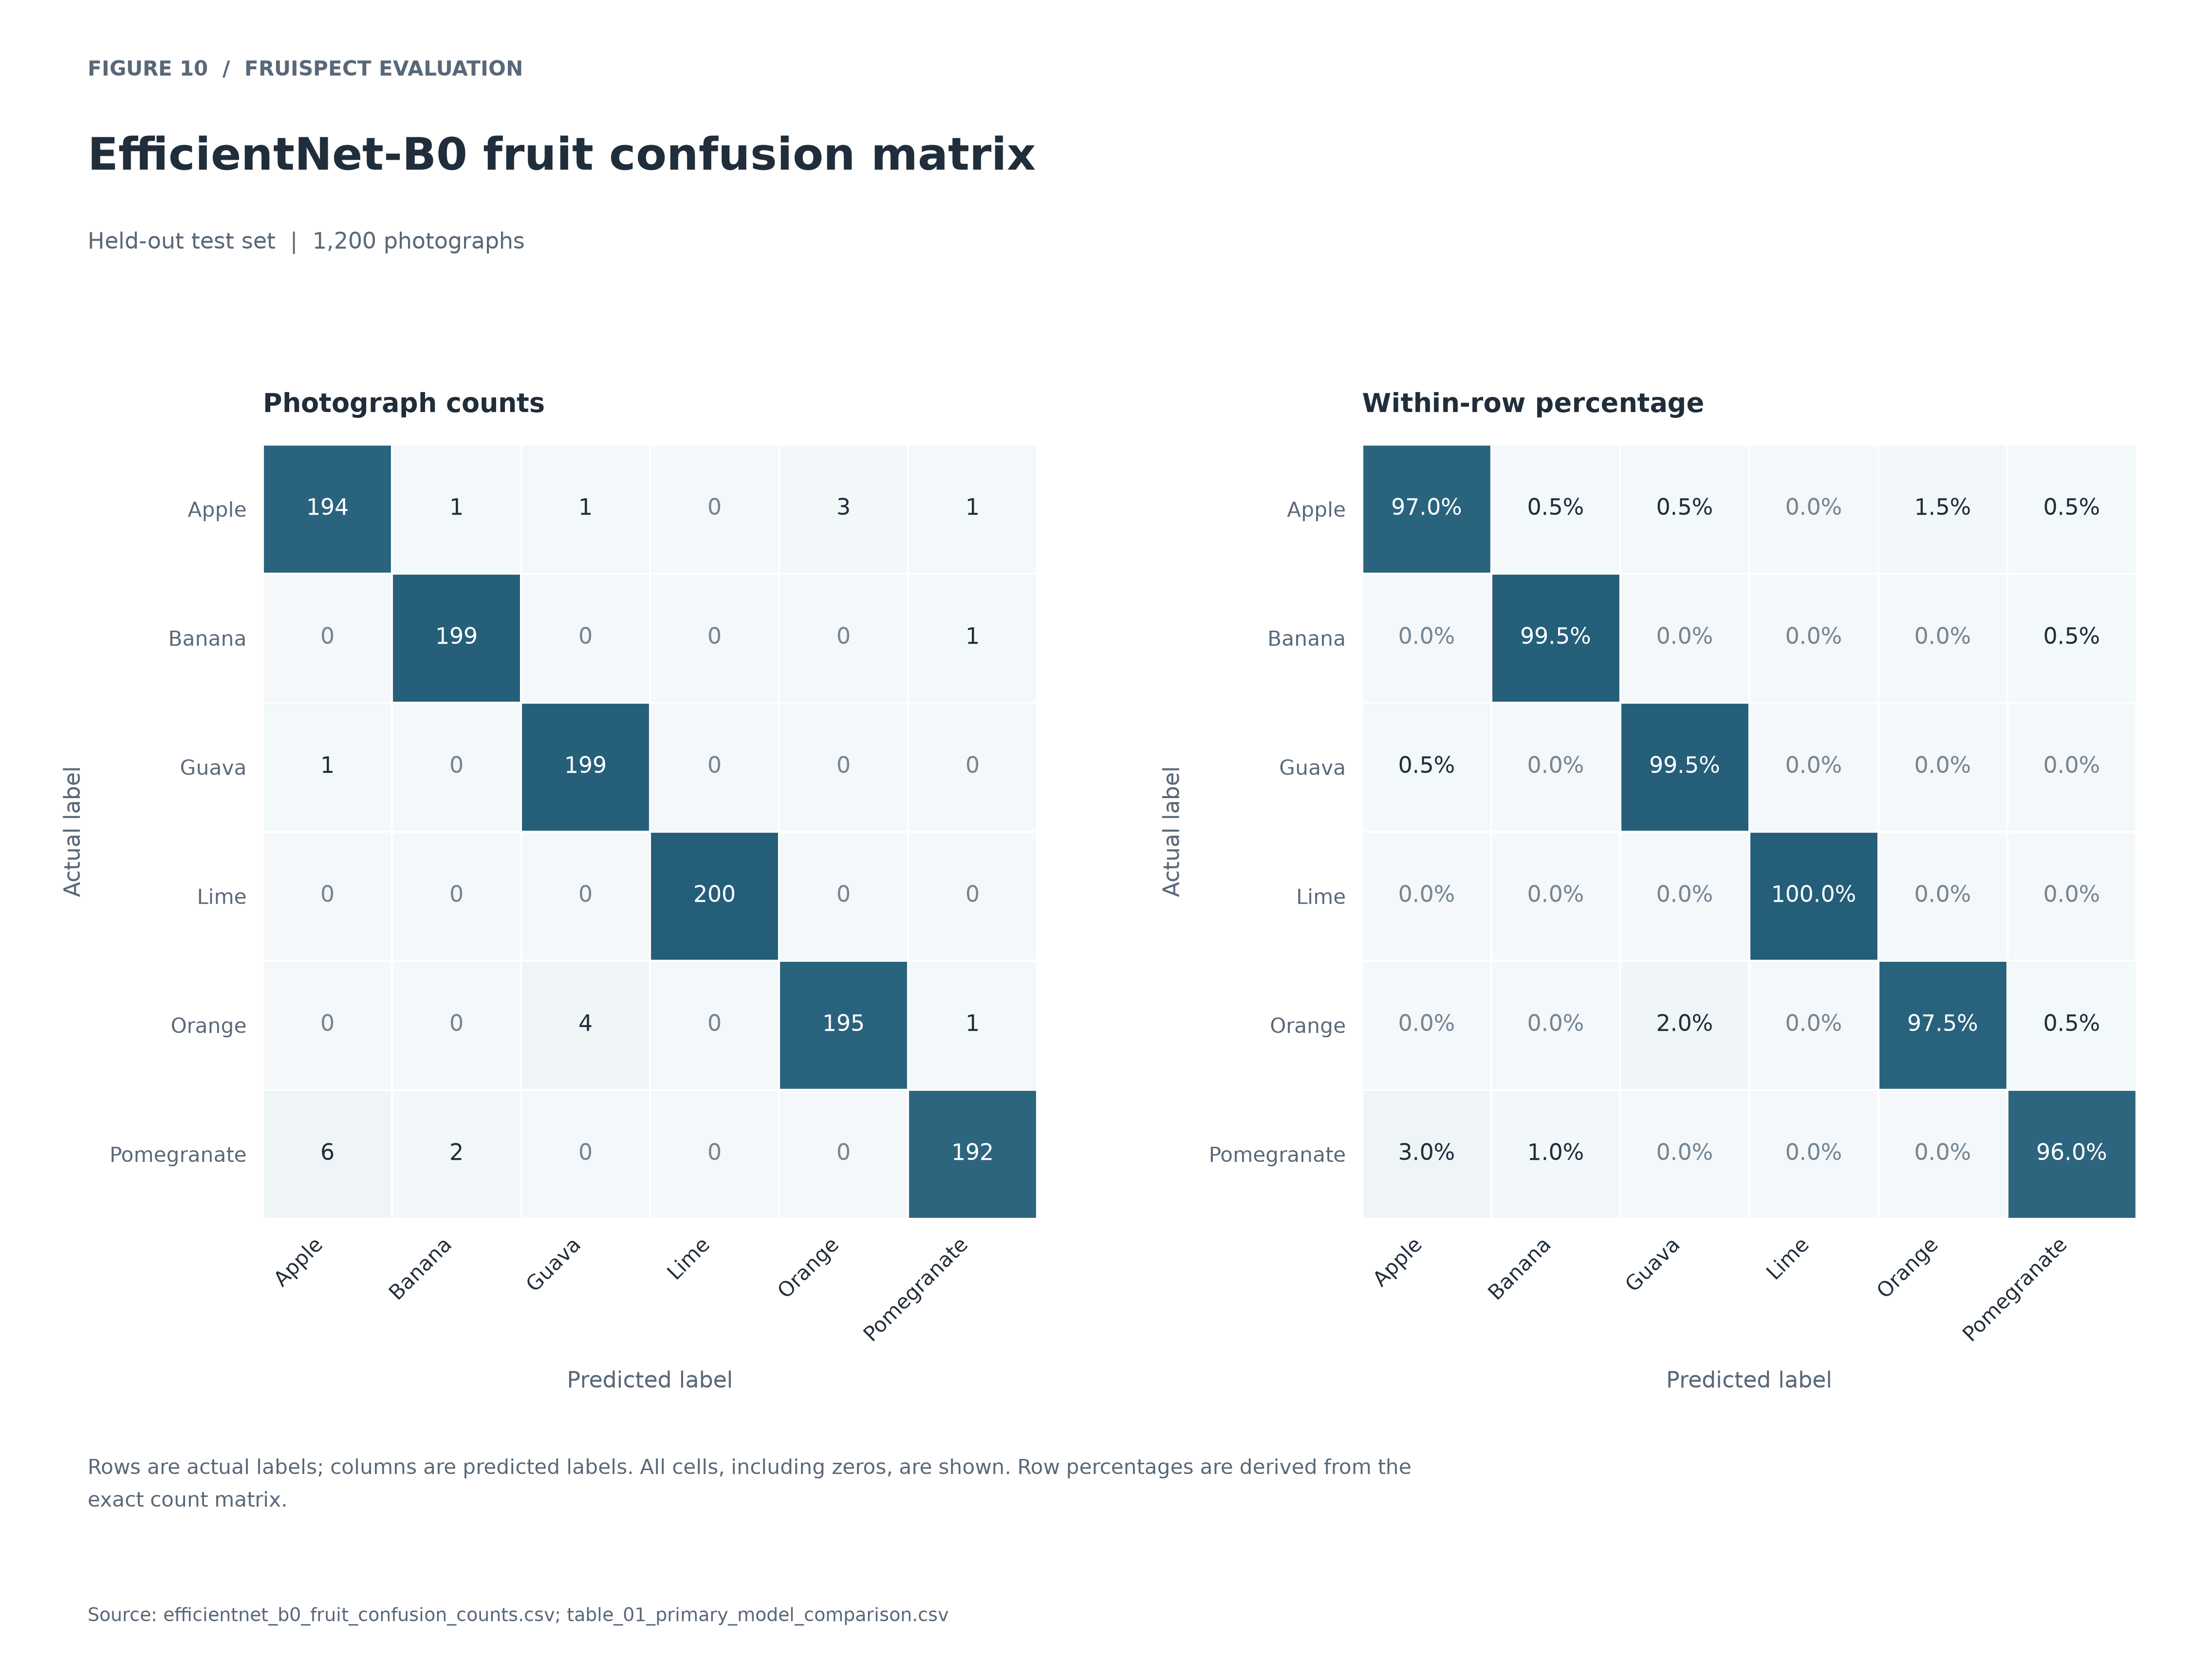 FIGURE 10 / FRUISPECT EVALUATION
EfficientNet-B0 fruit confusion matrix
Held-out test set | 1,200 photographs
Photograph counts
Actual label
Apple 194 1 1 0 3 1
Banana 0 199 0 0 0 1
Guava 1 0 199 0 0 0
Lime 0 0 0 200 0 0
Orange 0 0 4 0 195 1
Pomegranate 6 2 0 0 0 192
Apple Banana Guava Lime Orange Pomegranate
Predicted label
Within-row percentage
Actual label
Apple 97.0% 0.5% 0.5% 0.0% 1.5% 0.5%
Banana 0.0% 99.5% 0.0% 0.0% 0.0% 0.5%
Guava 0.5% 0.0% 99.5% 0.0% 0.0% 0.0%
Lime 0.0% 0.0% 0.0% 100.0% 0.0% 0.0%
Orange 0.0% 0.0% 2.0% 0.0% 97.5% 0.5%
Pomegranate 3.0% 1.0% 0.0% 0.0% 0.0% 96.0%
Apple Banana Guava Lime Orange Pomegranate
Predicted label
Rows are actual labels; columns are predicted labels. All cells, including zeros, are shown. Row percentages are derived from the
exact count matrix.
Source: efficientnet_b0_fruit_confusion_counts.csv; table_01_primary_model_comparison.csv